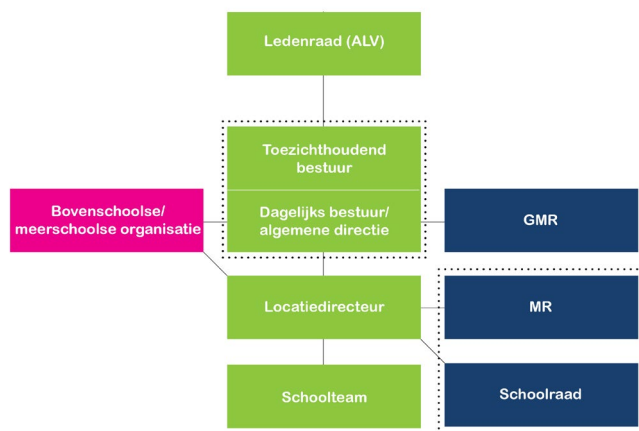 Ledenraad (ALV)
Toezichthoudend
bestuur
Bovenschoolse/
meerschoolse organisatie
Dagelijks bestuur/
algemene directie
GMR
Locatiedirecteur
MR
Schoolteam
Schoolraad